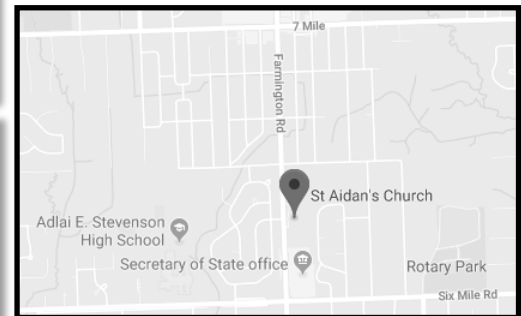 7 Mile
Farmington Rd
St Aidan's Church
Adlai E. Stevenson
High School
Secretary of State office
Rotary Park
Six Mile Rd